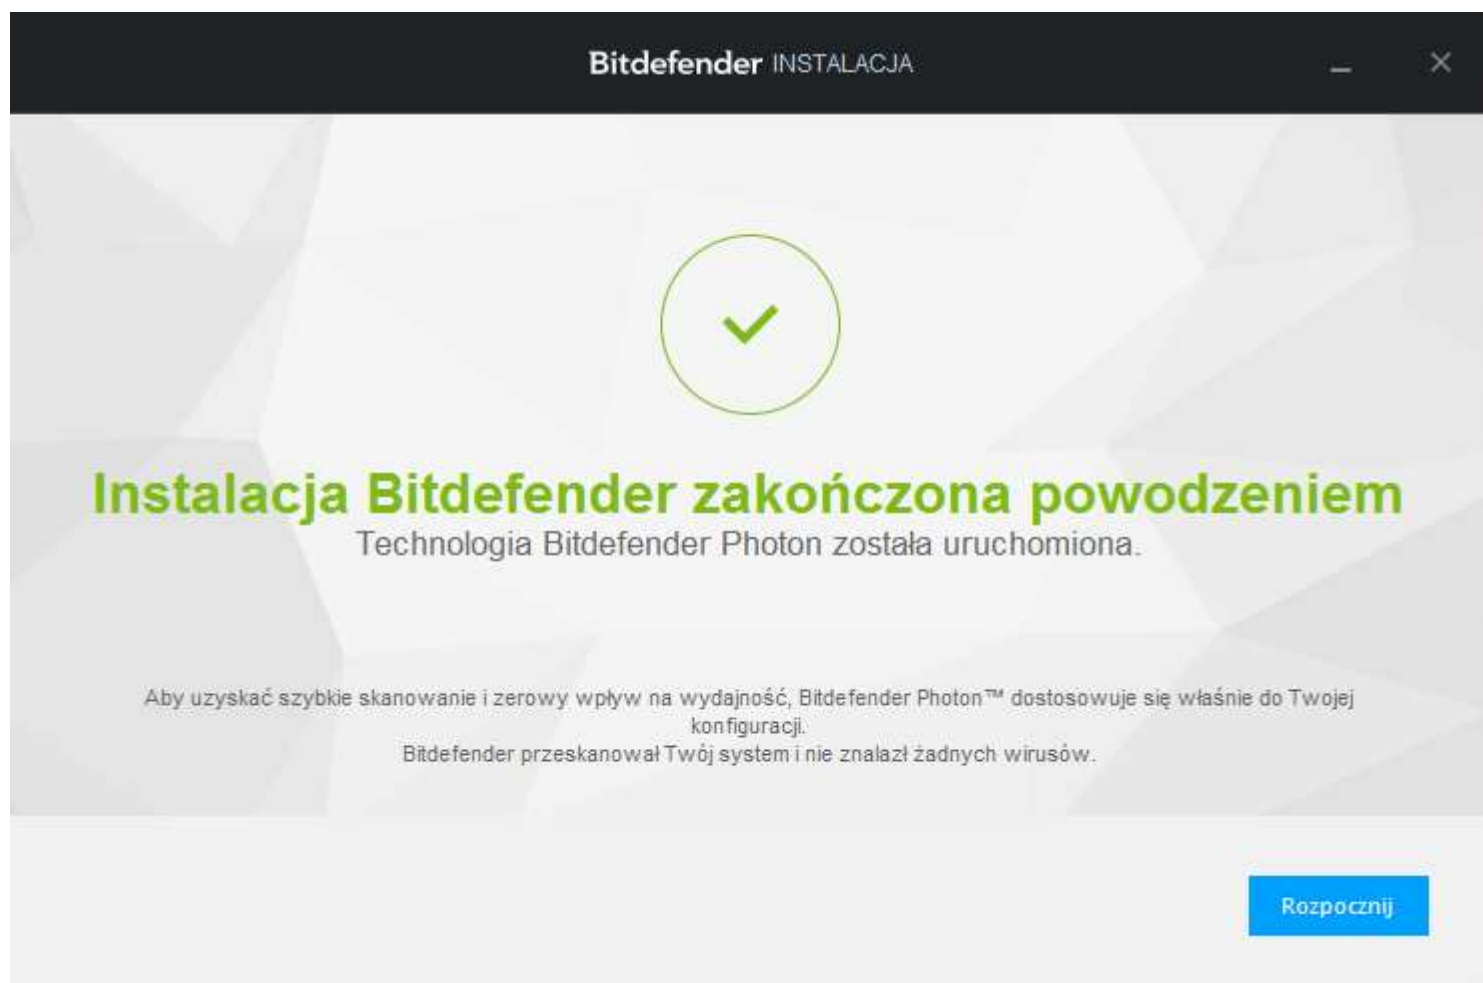 Bitdefender INSTALACJA
Instalacja Bitdefender zakończona powodzeniem
Technologia Bitdefender Photon została uruchomiona.
Aby uzyskać szybkie skanowanie i zerowy wpływ na wydajność, Bitdefender Photon™ dostosowuje się właśnie do Twojej
konfiguracji.
Bitdefender przeskanował Twój system i nie znalazł żadnych wirusów.
Rozpocznij